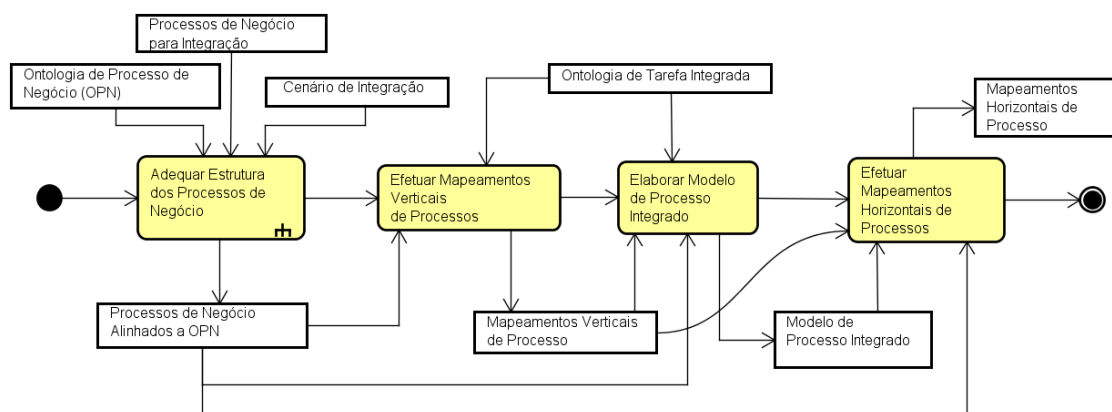 Processos de Negócio
para Integração
Ontologia de Processo de
Negócio (OPN)
Cenário de Integração
Ontologia de Tarefa Integrada
Mapeamentos
Horizontais de
Processo
Adequar Estrutura
dos Processos de
Negócio
Efetuar Mapeamentos
Verticais
de Processos
Elaborar Modelo
de Processo
Integrado
Efetuar
Mapeamentos
Horizontais de
Processos
Processos de Negócio
Alinhados a OPN
Mapeamentos Verticais
de Processo
Modelo de
Processo Integrado